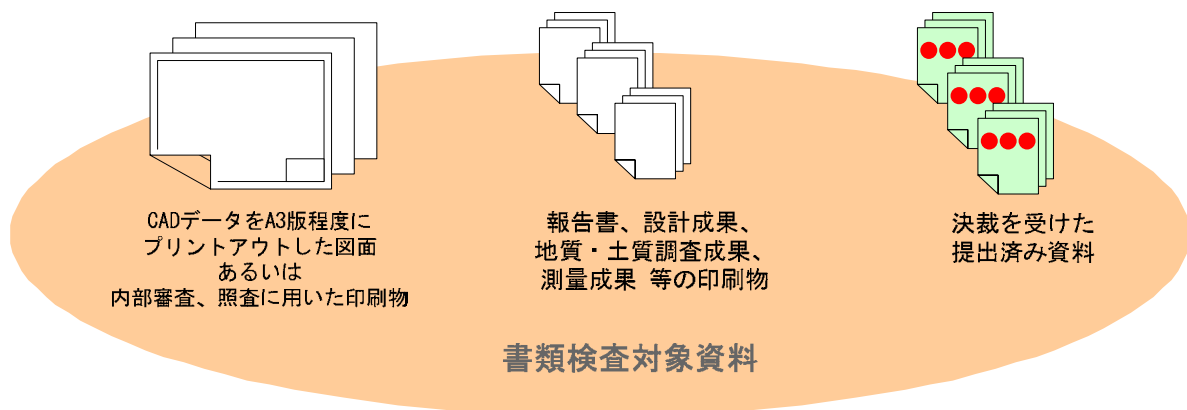 CADデータをA3版程度に
プリントアウトした図面
あるいは
内部審査、照査に用いた印刷物
報告書、設計成果、
地質・土質調査成果、
測量成果 等の印刷物
決裁を受けた
提出済み資料
書類検査対象資料